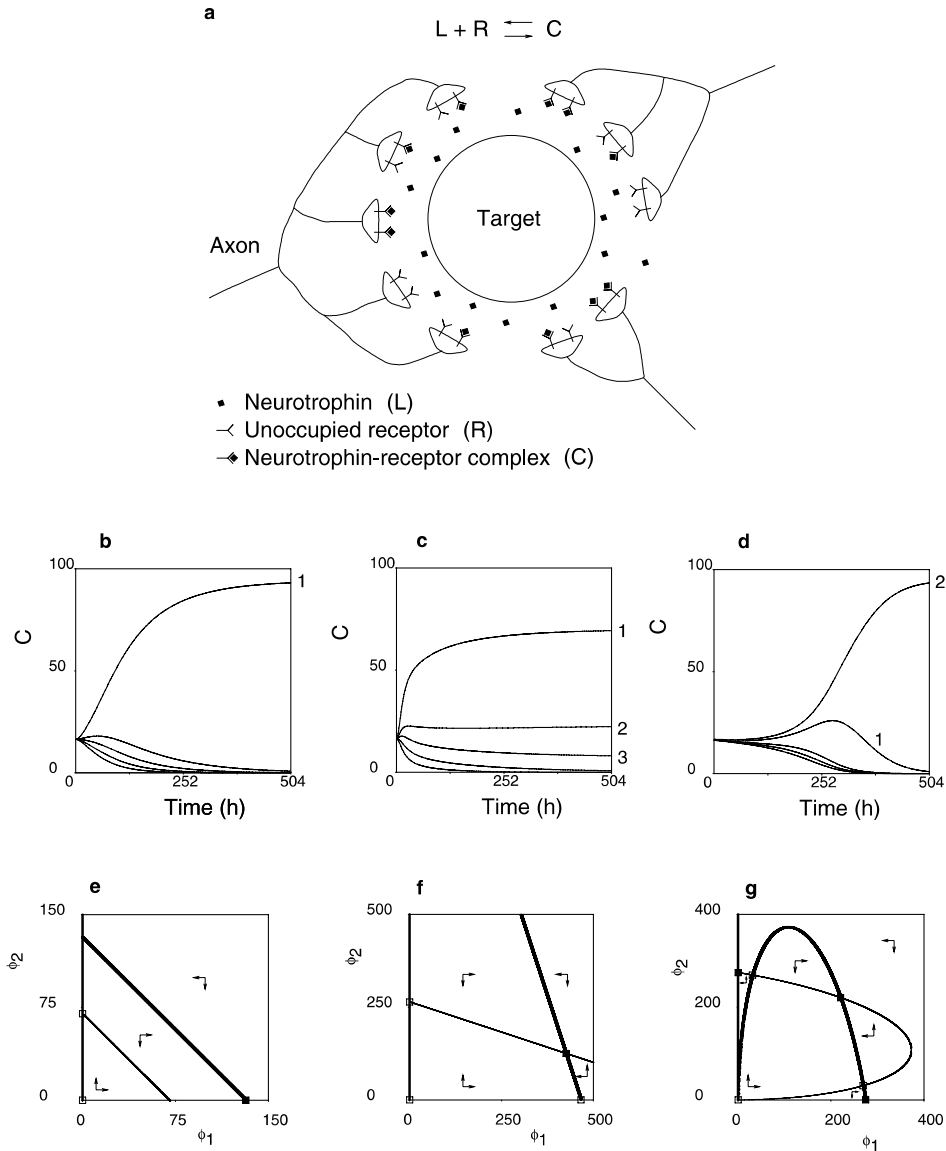 a
L + R ⇆ C
Target
Axon
Neurotrophin (L)
Unoccupied receptor (R)
Neurotrophin-receptor complex (C)
b
100
50
0
C
1
0 252 504
Time (h)
c
100
50
0
C
1
2
3
0 252 504
Time (h)
d
100
50
0
C
2
1
0 252 504
Time (h)
e
150
75
0
ϕ2
0 75 150
ϕ1
f
500
250
0
ϕ2
0 250 500
ϕ1
g
400
200
0
ϕ2
0 200 400
ϕ1